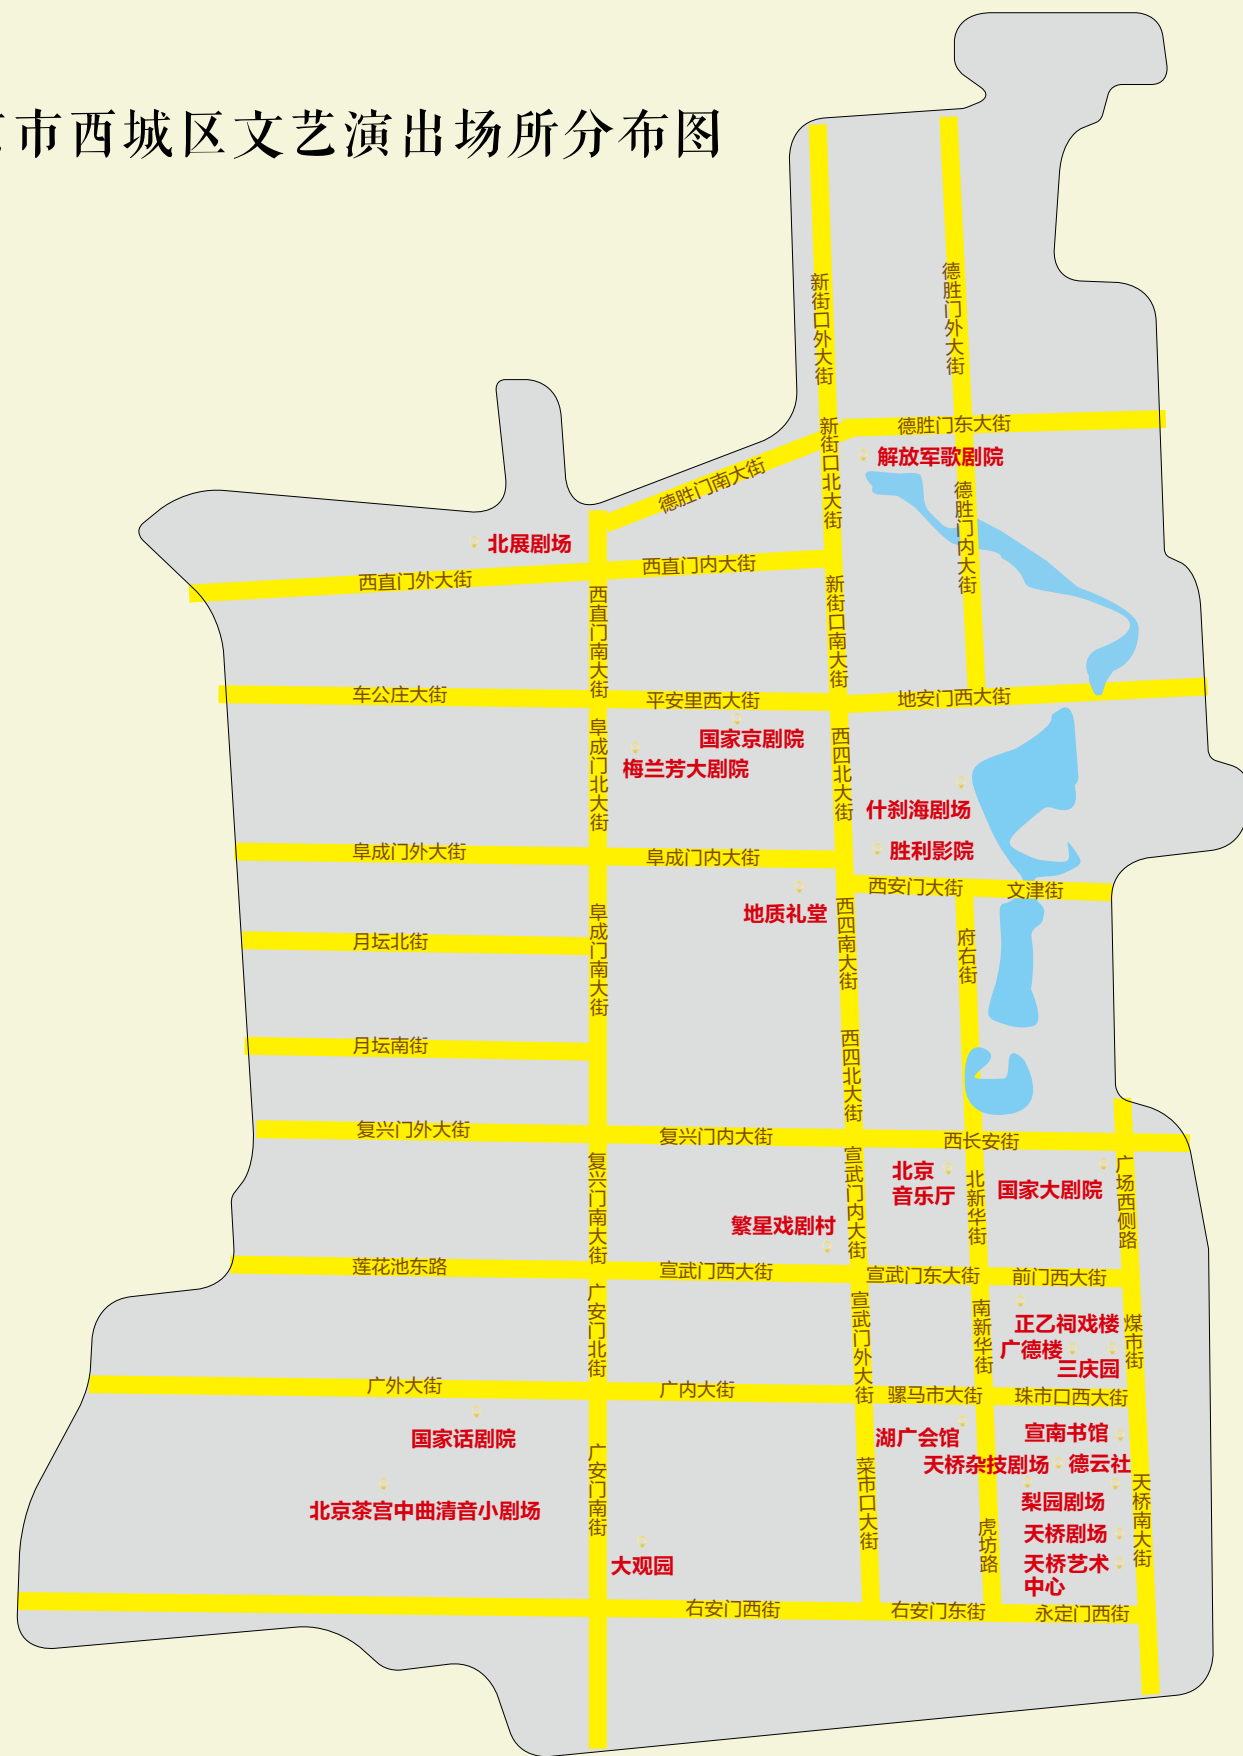 市西城区文艺演出场所分布图
新街口外大街
德胜门外大街
德胜门东大街
新街口北大街
解放军歌剧院
德胜门南大街
德胜门内大街
北展剧场
西直门内大街
西直门外大街
西直门南大街
新街口南大街
车公庄大街
平安里西大街
地安门西大街
阜成门北大街
国家京剧院
西四北大街
梅兰芳大剧院
什刹海剧场
阜成门外大街
阜成门内大街
胜利影院
西安门大街
文津街
地质礼堂
西四南大街
阜成门南大街
月坛北街
府右街
月坛南街
西四北大街
复兴门外大街
复兴门内大街
西长安街
复兴门南大街
宣武门内大街
北京
音乐厅
北新华街
国家大剧院
广场西侧路
繁星戏剧村
莲花池东路
宣武门西大街
宣武门东大街
前门西大街
广安门北街
宣武门外大街
南新华街
正乙祠戏楼
煤市街
广德楼
三庆园
广外大街
广内大街
骡马市大街
珠市口西大街
国家话剧院
湖广会馆
宣南书馆
天桥杂技剧场
德云社
广安门南街
菜市口大街
天桥南大街
北京茶宫中曲清音小剧场
梨园剧场
虎坊路
天桥剧场
大观园
天桥艺术
中心
右安门西街
右安门东街
永定门西街